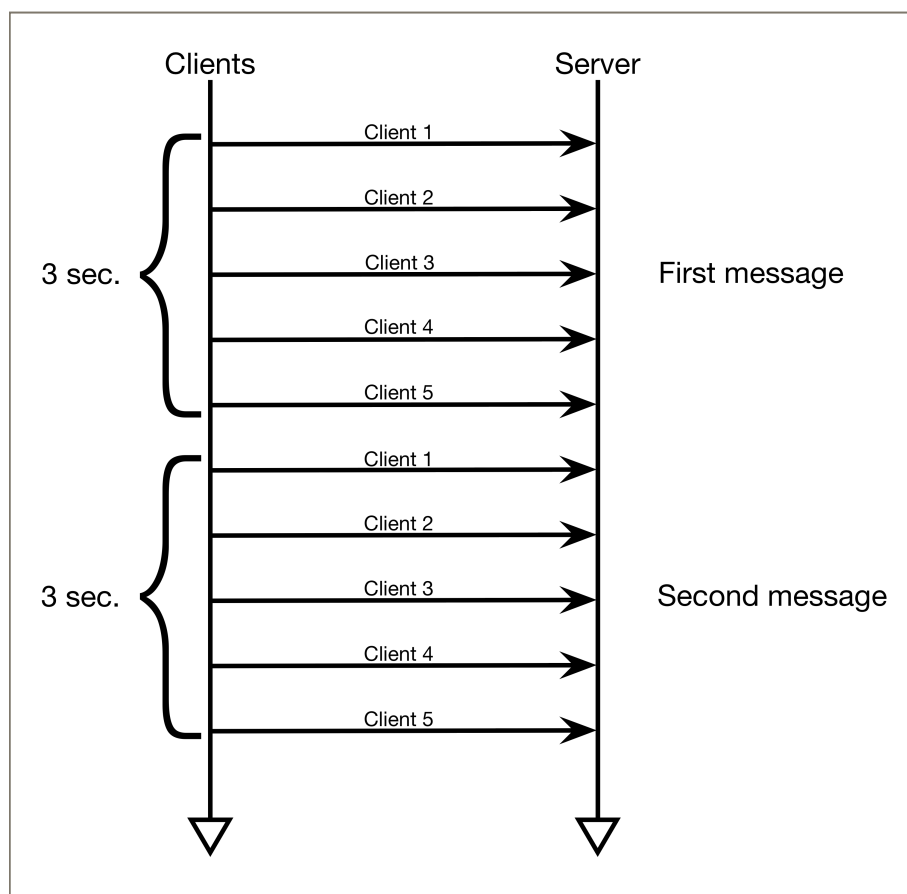 Clients
Server
Client 1
Client 2
3 sec.
Client 3
First message
Client 4
Client 5
Client 1
Client 2
3 sec.
Client 3
Second message
Client 4
Client 5